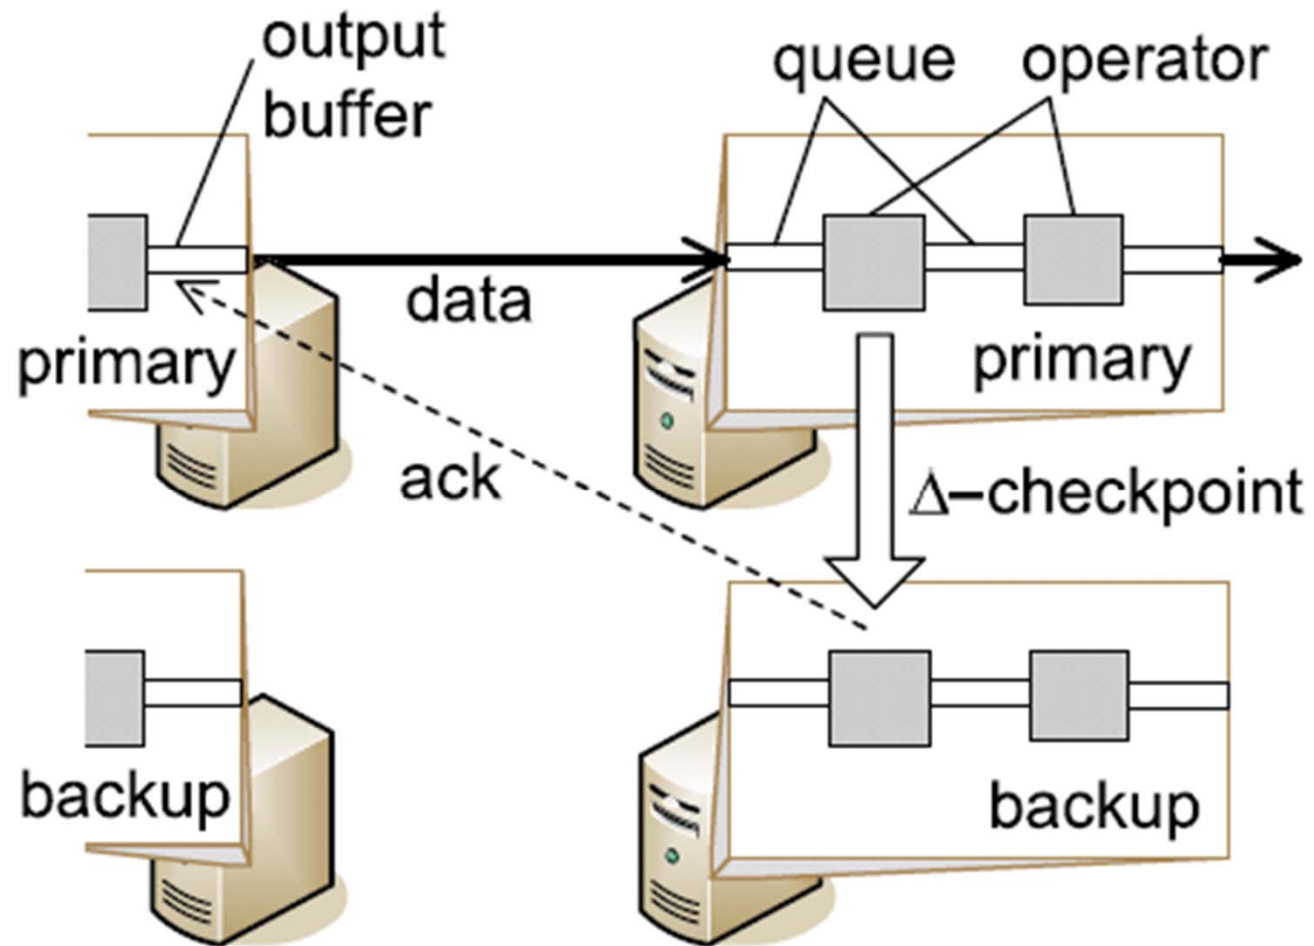 output
buffer
queue
operator
data
primary
primary
ack
Δ–checkpoint
backup
backup